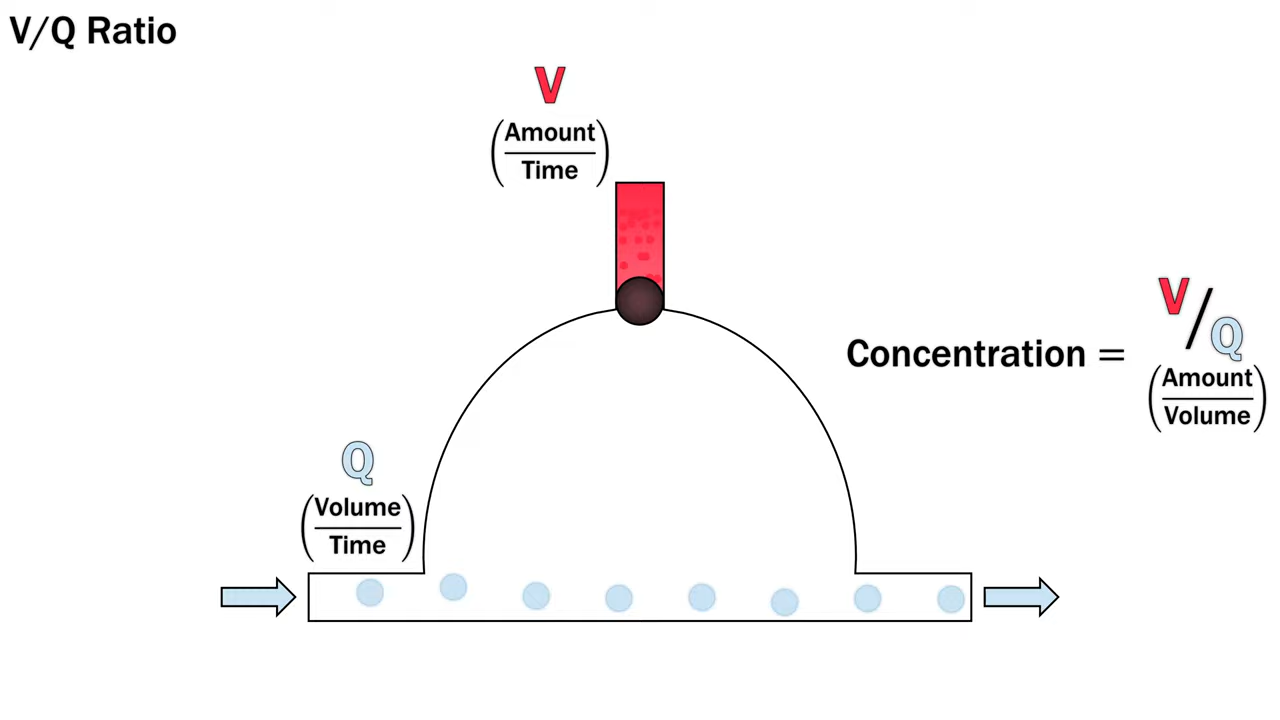 V/Q Ratio
V
(Amount
Time)
Concentration = V/Q
(Amount
Volume)
Q
(Volume
Time)